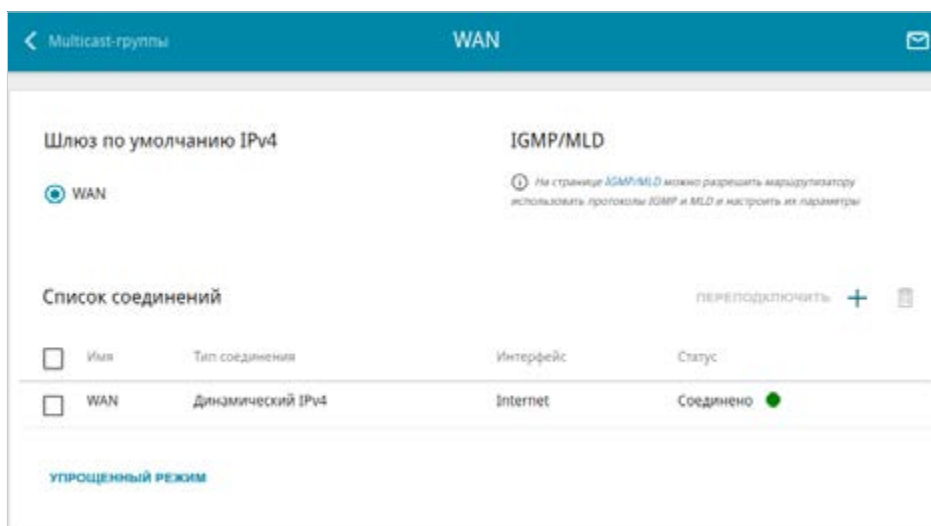 Multicast-группы WAN
Шлюз по умолчанию IPv4 IGMP/MLD
WAN
На странице IGMP/MLD можно разрешить маршрутизатору
использовать протоколы IGMP и MLD и настроить их параметры
Список соединений ПЕРЕПОДКЛЮЧИТЬ
Имя Тип соединения Интерфейс Статус
WAN Динамический IPv4 Internet Соединено
УПРОЩЕННЫЙ РЕЖИМ